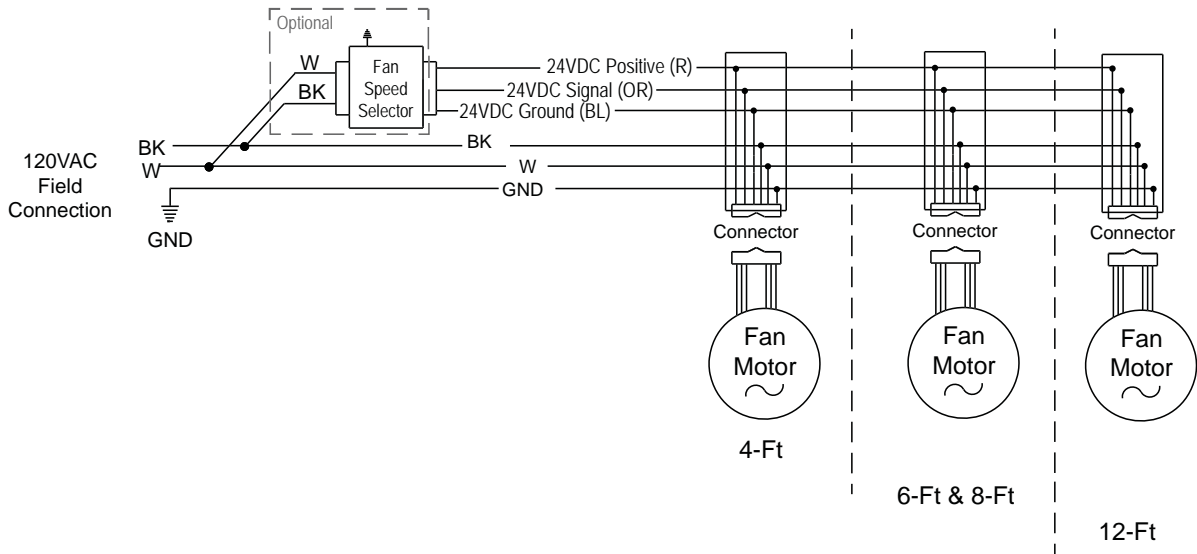 Optional
W
BK
Fan
Speed
Selector
24VDC Positive (R)
24VDC Signal (OR)
24VDC Ground (BL)
120VAC
Field
Connection
BK
W
GND
BK
W
GND
Connector
Connector
Connector
Fan
Motor
Fan
Motor
Fan
Motor
4-Ft
6-Ft & 8-Ft
12-Ft